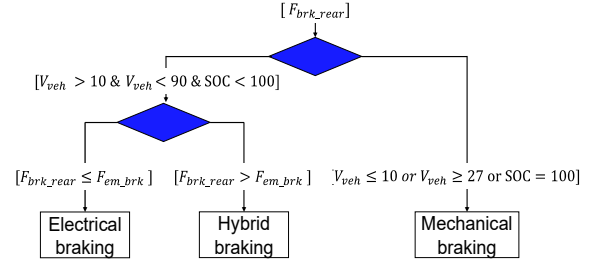 [ F_brk_rear]
[V_veh > 10 & V_veh < 90 & SOC < 100]
[F_brk_rear ≤ F_em_brk ]
[F_brk_rear > F_em_brk ]
[V_veh ≤ 10 or V_veh ≥ 27 or SOC = 100]
Electrical
braking
Hybrid
braking
Mechanical
braking